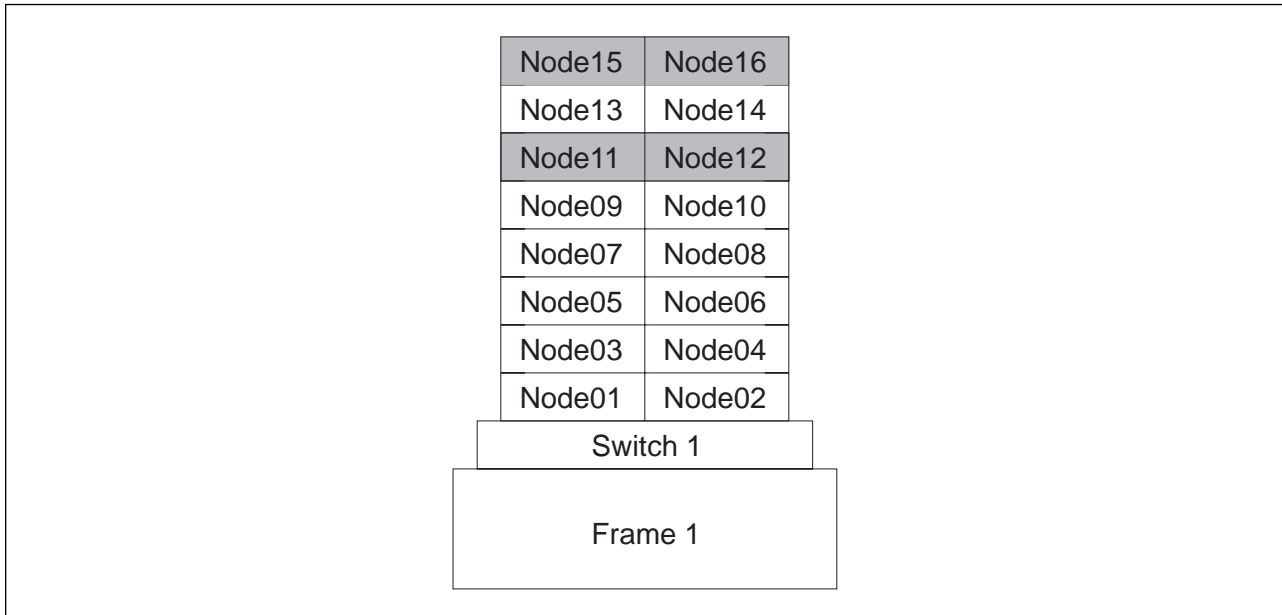 Node15 Node16
Node13 Node14
Node11 Node12
Node09 Node10
Node07 Node08
Node05 Node06
Node03 Node04
Node01 Node02
Switch 1
Frame 1